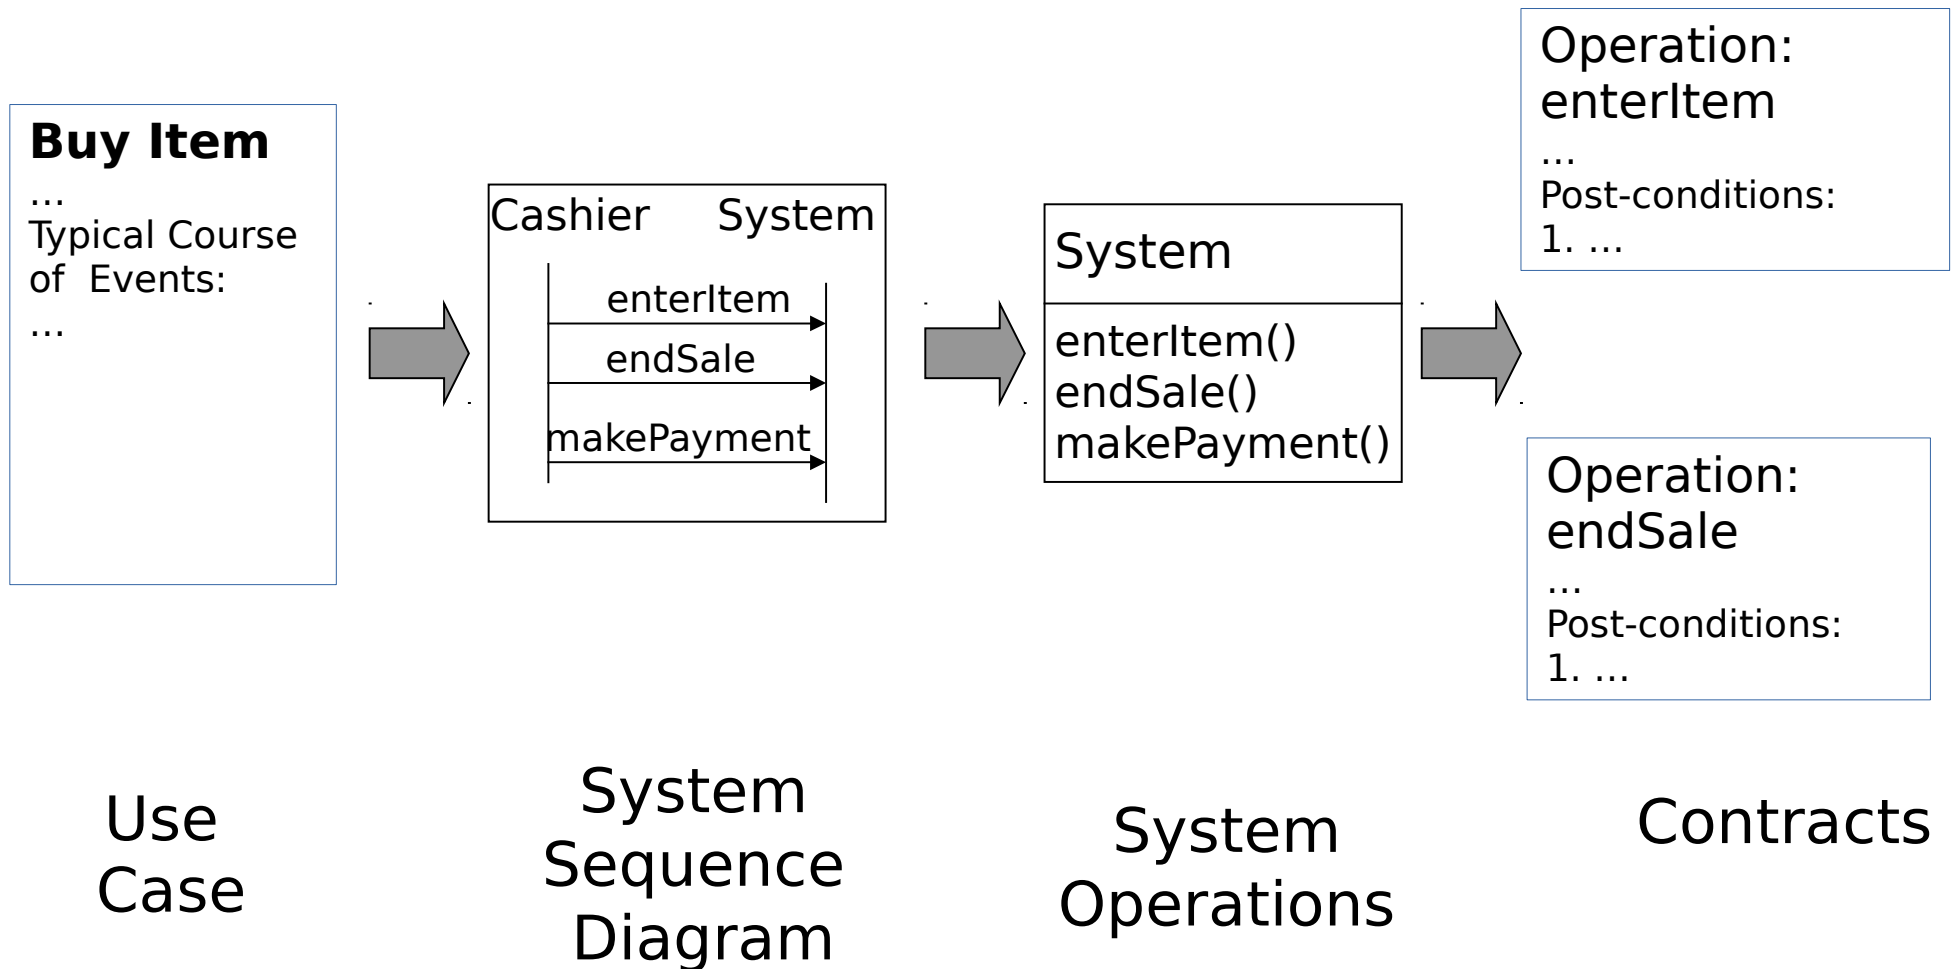 Buy Item
...
Typical Course
of  Events:
...
Cashier System
enterItem
endSale
makePayment
System
enterItem()
endSale()
makePayment()
Operation:
enterItem
...
Post-conditions:
1. ...
Operation:
endSale
...
Post-conditions:
1. ...
Use
Case
System
Sequence
Diagram
System
Operations
Contracts